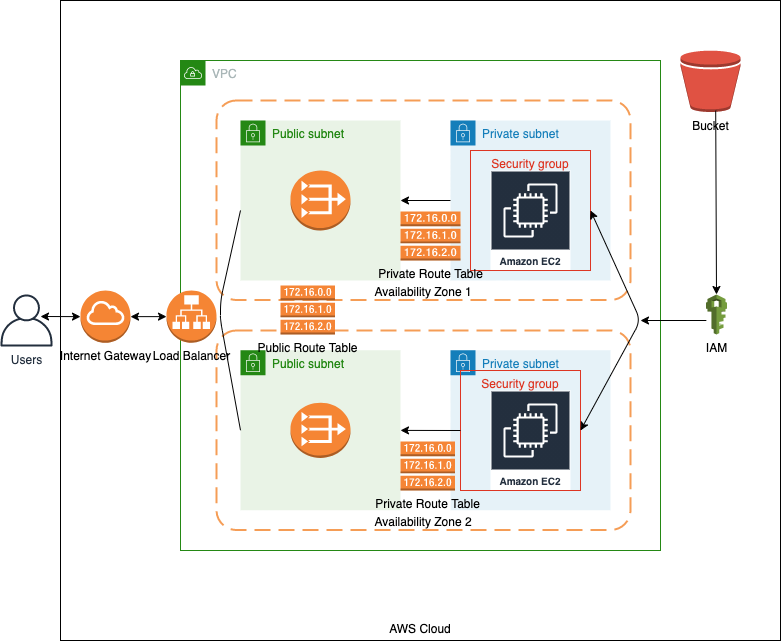 VPC
Bucket
Public subnet
Private subnet
Security group
Amazon EC2
172.16.0.0
172.16.1.0
172.16.2.0
Private Route Table
Availability Zone 1
172.16.0.0
172.16.1.0
172.16.2.0
Public Route Table
Users
Internet Gateway
Load Balancer
IAM
Public subnet
Private subnet
Security group
Amazon EC2
172.16.0.0
172.16.1.0
172.16.2.0
Private Route Table
Availability Zone 2
AWS Cloud